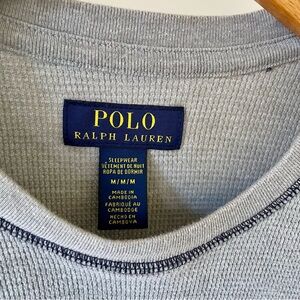 POLO
RALPH LAUREN
SLEEPWEAR
VÊTEMENT DE NUIT
ROPA DE DORMIR
M/M/M
MADE IN
CAMBODIA
FABRIQUÉ AU
CAMBODGE
HECHO EN
CAMBOYA